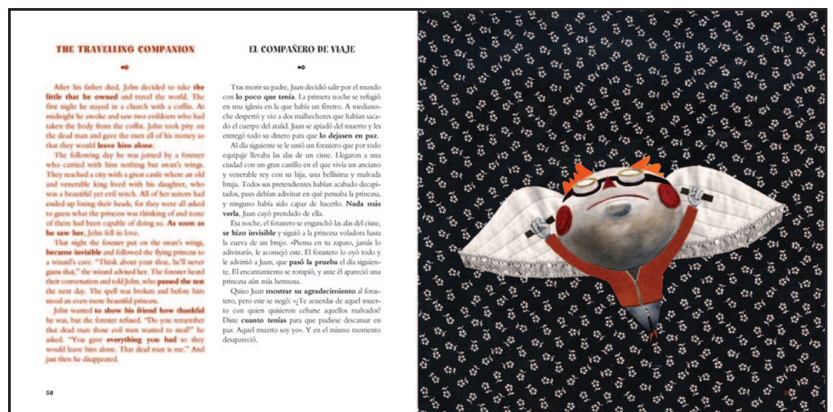 THE TRAVELLING COMPANION
After his father died, John decided to take the
little that he owned and travel the world. The
first night he stayed in a church with a coffin. At
midnight he awoke and saw two evildoers who had
taken the body from the coffin. John took pity on
the dead man and gave the men all of his money so
that they would leave him alone.
The following day he was joined by a forester
who carried with him nothing but swan's wings.
They reached a city with a great castle where an old
and venerable king lived with his daughter, who
was a beautiful yet evil witch. All of her suitors had
ended up losing their heads, for they were all asked
to guess what the princess was thinking of and none
of them had been capable of doing so. As soon as
he saw her, John fell in love.
That night the forester put on the swan's wings,
became invisible and followed the flying princess to
a wizard's cave. "Think about your shoe, he'll never
guess that," the wizard advised her. The forester heard
their conversation and told John, who passed the test
the next day. The spell was broken and before him
stood an even more beautiful princess.
John wanted to show his friend how thankful
he was, but the forester refused. "Do you remember
that dead man those evil men wanted to steal?" he
asked. "You gave everything you had so they
would leave him alone. That dead man is me." And
just then he disappeared.
50
EL COMPAÑERO DE VIAJE
Tras morir su padre, Juan decidió salir por el mundo
con lo poco que tenía. La primera noche se refugió
en una iglesia en la que había un féretro. A mediano-
che despertó y vio a dos malhechores que habían saca-
do el cuerpo del ataúd. Juan se apiadó del muerto y les
entregó todo su dinero para que lo dejasen en paz.
Al día siguiente se le unió un forastero que por todo
equipaje llevaba las alas de un cisne. Llegaron a una
ciudad con un gran castillo en el que vivía un anciano
y venerable rey con su hija, una bellísima y malvada
bruja. Todos sus pretendientes habían acabado decapi-
tados, pues debían adivinar en qué pensaba la princesa,
y ninguno había sido capaz de hacerlo. Nada más
verla, Juan cayó prendado de ella.
Esa noche, el forastero se enganchó las alas del cisne,
se hizo invisible y siguió a la princesa voladora hasta
la cueva de un brujo. «Piensa en tu zapato, jamás lo
adivinará», le aconsejó este. El forastero lo oyó todo y
le advirtió a Juan, que pasó la prueba el día siguien-
te. El encantamiento se rompió, y ante él apareció una
princesa aún más hermosa.
Quiso Juan mostrar su agradecimiento al foras-
tero, pero este se negó: «¿Te acuerdas de aquel muer-
to con quien quisieron cebarse aquellos malvados?
Diste cuanto tenías para que pudiese descansar en
paz. Aquel muerto soy yo». Y en el mismo momento
desapareció.